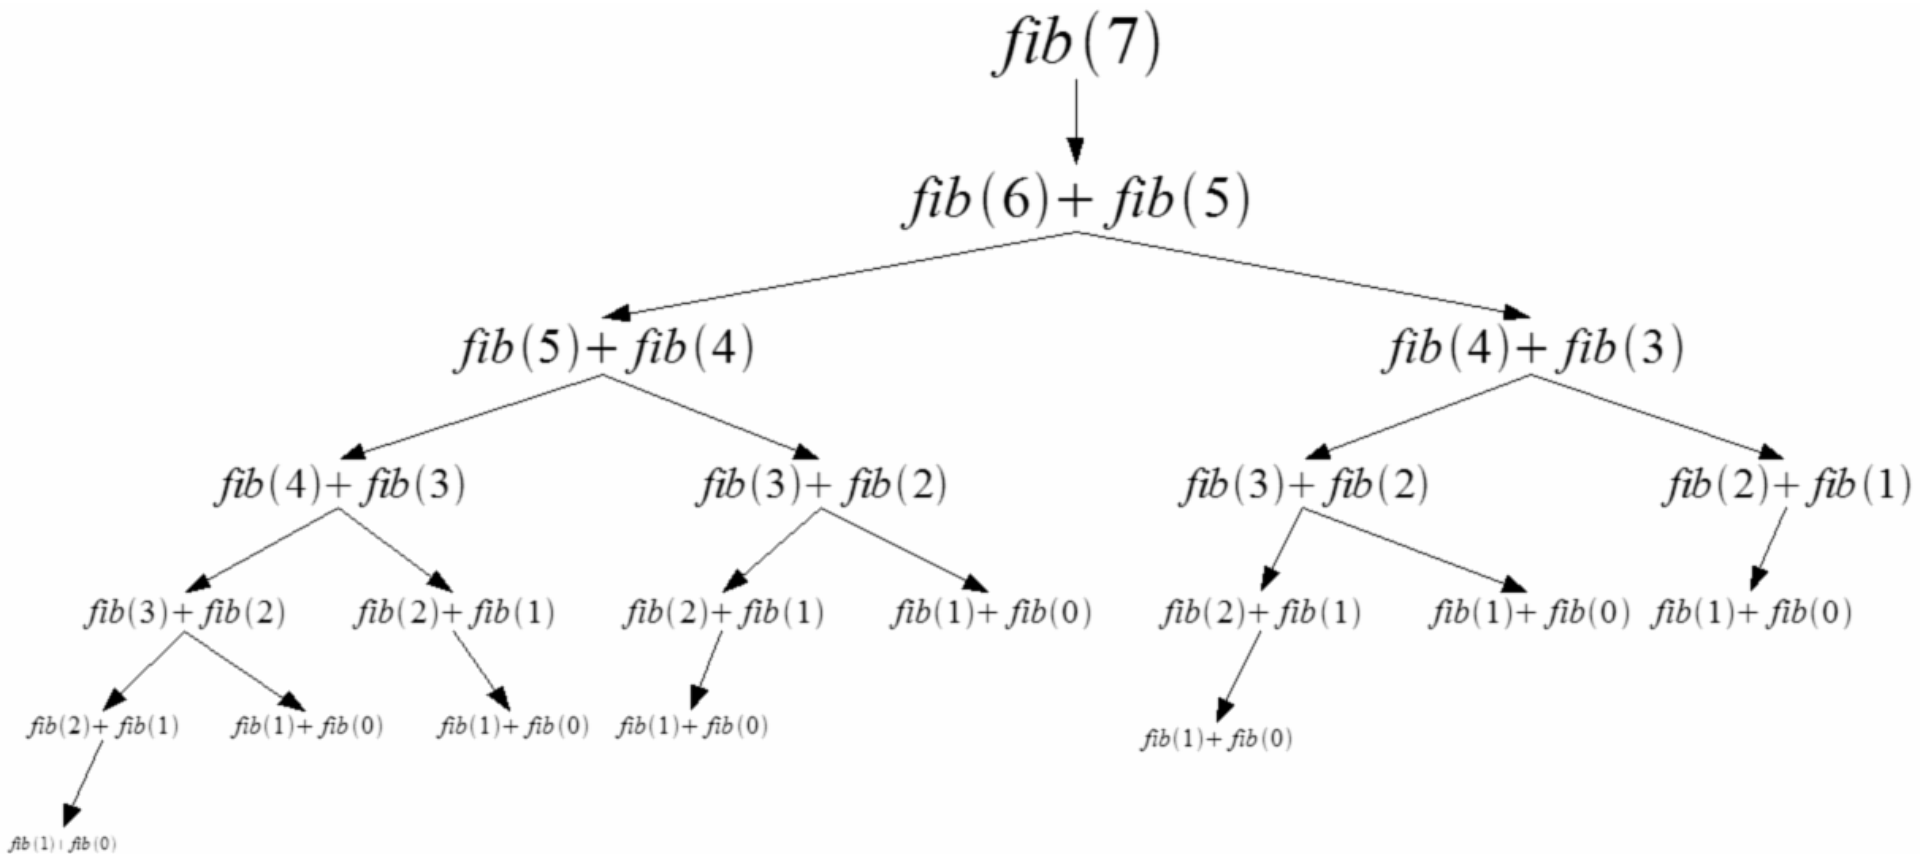 fib(7)
fib(6)+ fib(5)
fib(5)+ fib(4) fib(4)+ fib(3)
fib(4)+ fib(3) fib(3)+ fib(2) fib(3)+ fib(2) fib(2)+ fib(1)
fib(3)+ fib(2) fib(2)+ fib(1) fib(2)+ fib(1) fib(1)+ fib(0) fib(2)+ fib(1) fib(1)+ fib(0) fib(1)+ fib(0)
fib(2)+ fib(1) fib(1)+ fib(0) fib(1)+ fib(0) fib(1)+ fib(0) fib(1)+ fib(0)
fib(1)+ fib(0)